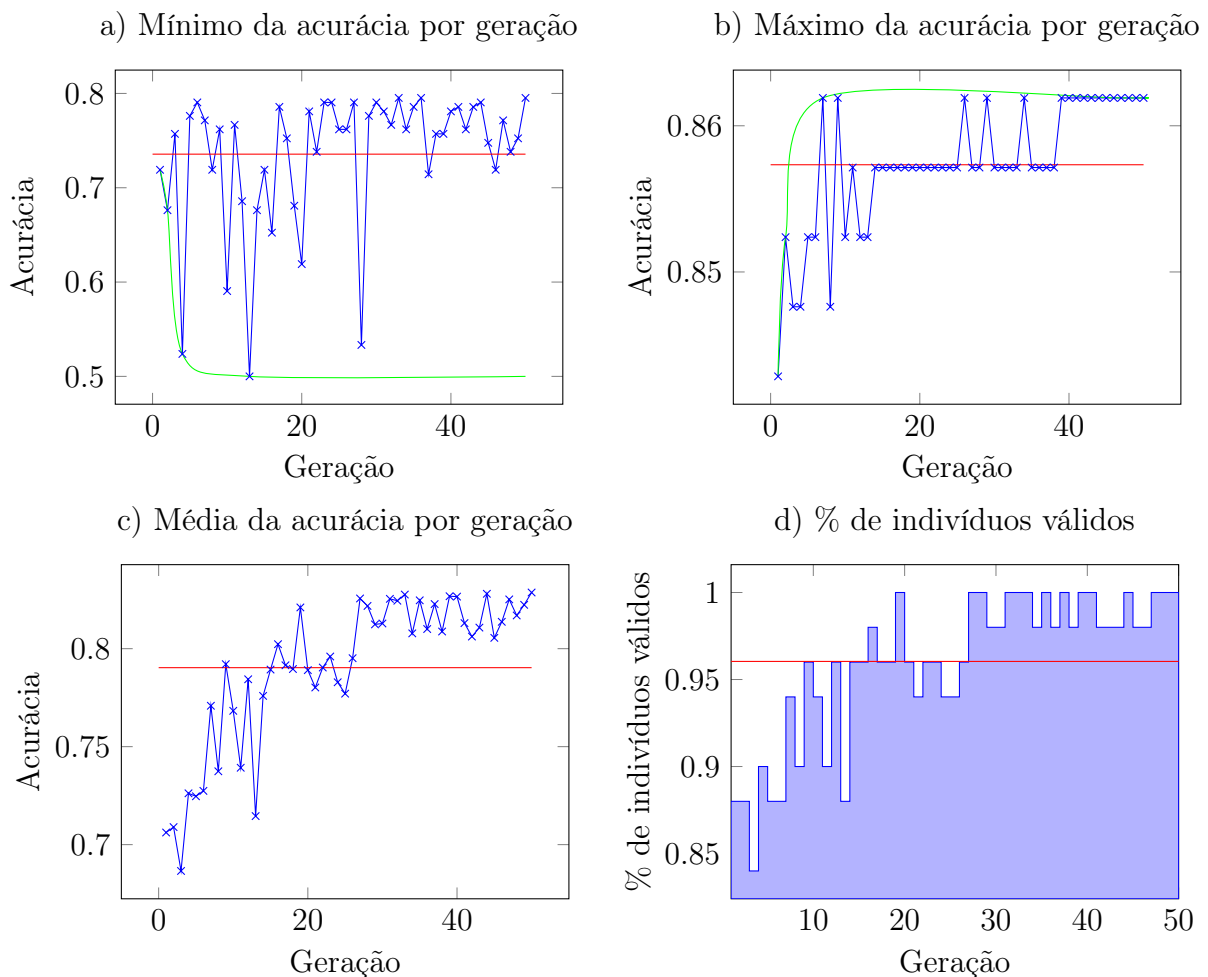 a) Mínimo da acurácia por geração
0.8
0.7
0.6
0.5
Acurácia
0 20 40
Geração
b) Máximo da acurácia por geração
0.86
0.85
Acurácia
0 20 40
Geração
c) Média da acurácia por geração
0.8
0.75
0.7
Acurácia
0 20 40
Geração
d) % de indivíduos válidos
1
0.95
0.9
0.85
% de indivíduos válidos
10 20 30 40 50
Geração